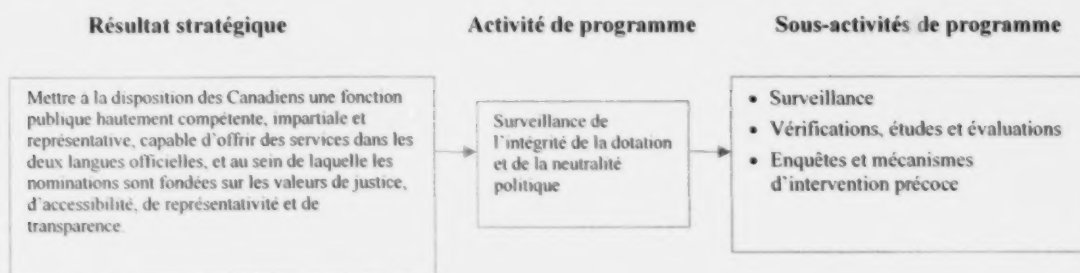 Résultat stratégique
Activité de programme
Sous-activités de programme
Mettre à la disposition des Canadiens une fonction
publique hautement compétente, impartiale et
représentative, capable d'offrir des services dans les
deux langues officielles, et au sein de laquelle les
nominations sont fondées sur les valeurs de justice,
d'accessibilité, de représentativité et de
transparence.
Surveillance de
l'intégrité de la dotation
et de la neutralité
politique
• Surveillance
• Vérifications, études et évaluations
• Enquêtes et mécanismes
d'intervention précoce